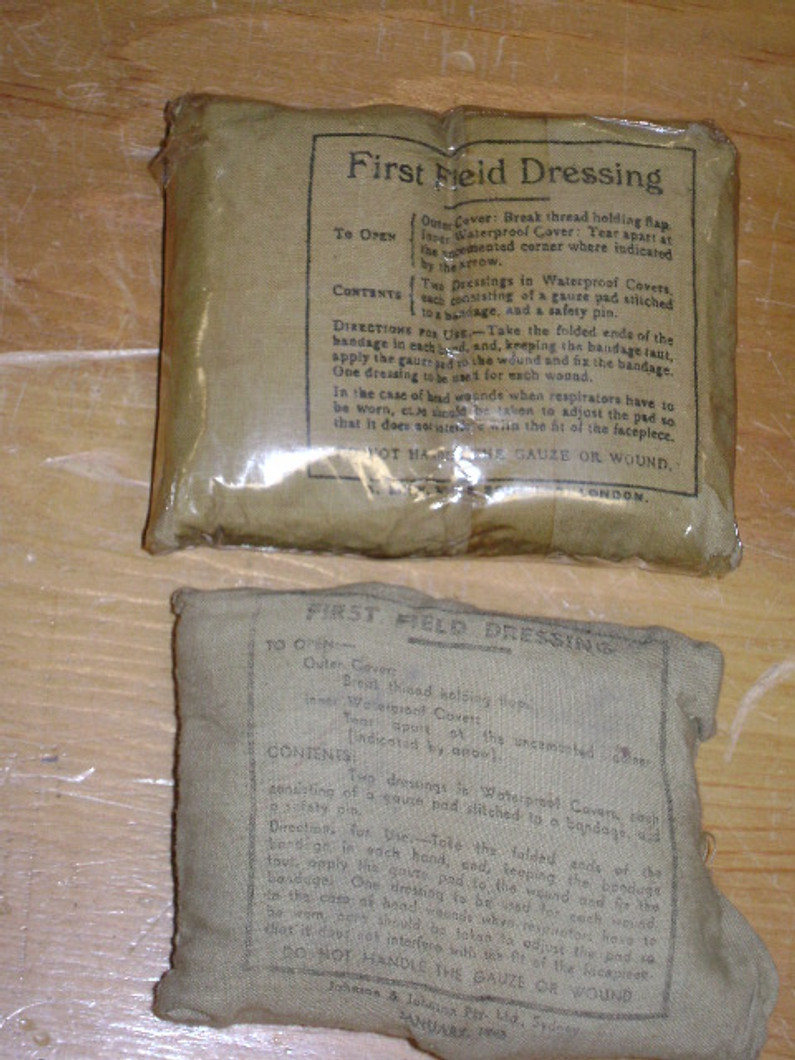 First Field Dressing
TO OPEN
Outer Cover: Break thread holding flap.
Inner Waterproof Cover: Tear apart at
the uncemented corner where indicated
by the arrow.
CONTENTS
Two Dressings in Waterproof Covers,
each consisting of a gauze pad stitched
to a bandage, and a safety pin.
DIRECTIONS FOR USE.—Take the folded ends of the
bandage in each hand, and, keeping the bandage taut,
apply the gauze pad to the wound and fix the bandage.
One dressing to be used for each wound.
In the case of head wounds when respirators have to
be worn, care should be taken to adjust the pad so
that it does not interfere with the fit of the facepiece.
NOT HANDLE THE GAUZE OR WOUND.
LONDON.
FIRST FIELD DRESSING
TO OPEN:—
Outer Cover:
Break thread holding flap.
Inner Waterproof Cover:
Tear apart at the uncemented corner
(indicated by arrow).
CONTENTS:
Two dressings in Waterproof Covers, each
consisting of a gauze pad stitched to a bandage, and
a safety pin.
Directions for Use.—Take the folded ends of the
bandage in each hand, and, keeping the bandage
taut, apply the gauze pad to the wound and fix the
bandage. One dressing to be used for each wound.
In the case of head wounds when respirators have to
be worn, care should be taken to adjust the pad so
that it does not interfere with the fit of the facepiece.
DO NOT HANDLE THE GAUZE OR WOUND
Johnson & Johnson Pty. Ltd., Sydney
JANUARY,